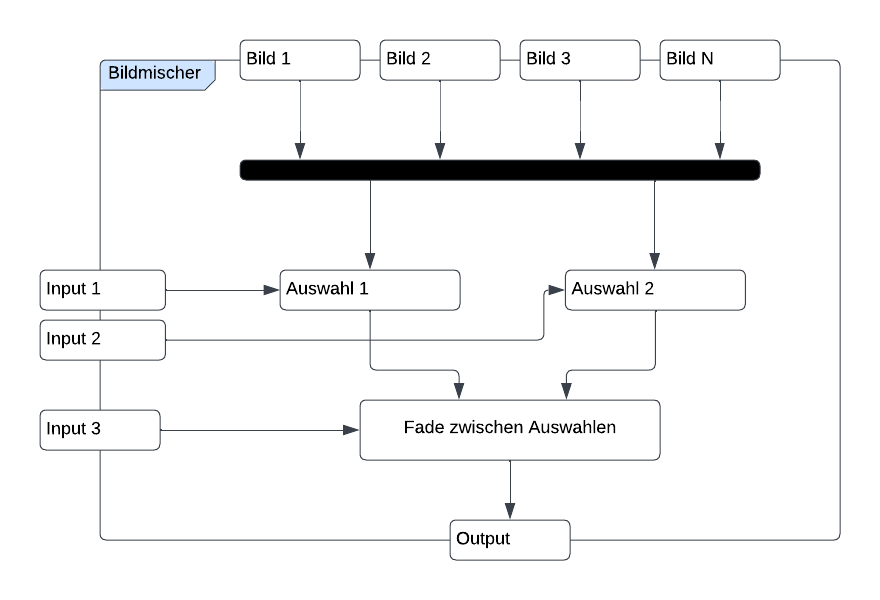 Bildmischer
Bild 1
Bild 2
Bild 3
Bild N
Input 1
Auswahl 1
Auswahl 2
Input 2
Input 3
Fade zwischen Auswahlen
Output